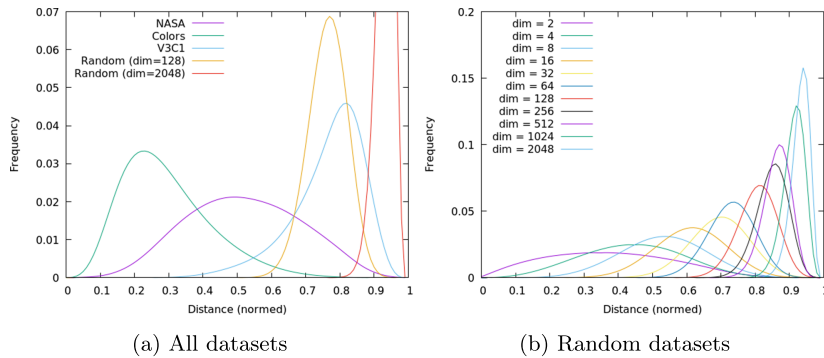 0.07
0.06
0.05
0.04
0.03
0.02
0.01
0
Frequency
NASA
Colors
V3C1
Random (dim=128)
Random (dim=2048)
0 0.1 0.2 0.3 0.4 0.5 0.6 0.7 0.8 0.9 1
Distance (normed)
(a) All datasets
0.2
0.15
0.1
0.05
0
Frequency
dim = 2
dim = 4
dim = 8
dim = 16
dim = 32
dim = 64
dim = 128
dim = 256
dim = 512
dim = 1024
dim = 2048
0 0.1 0.2 0.3 0.4 0.5 0.6 0.7 0.8 0.9 1
Distance (normed)
(b) Random datasets